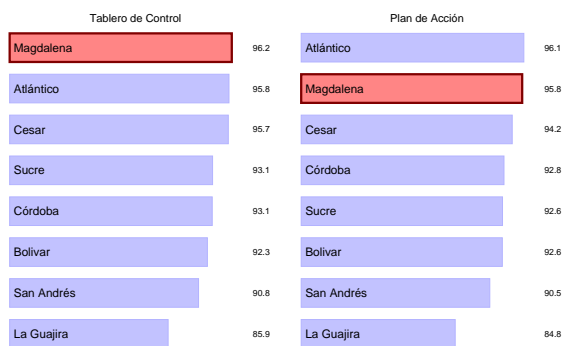 Tablero de Control
Magdalena 96.2
Atlántico 95.8
Cesar 95.7
Sucre 93.1
Córdoba 93.1
Bolivar 92.3
San Andrés 90.8
La Guajira 85.9
Plan de Acción
Atlántico 96.1
Magdalena 95.8
Cesar 94.2
Córdoba 92.8
Sucre 92.6
Bolivar 92.6
San Andrés 90.5
La Guajira 84.8